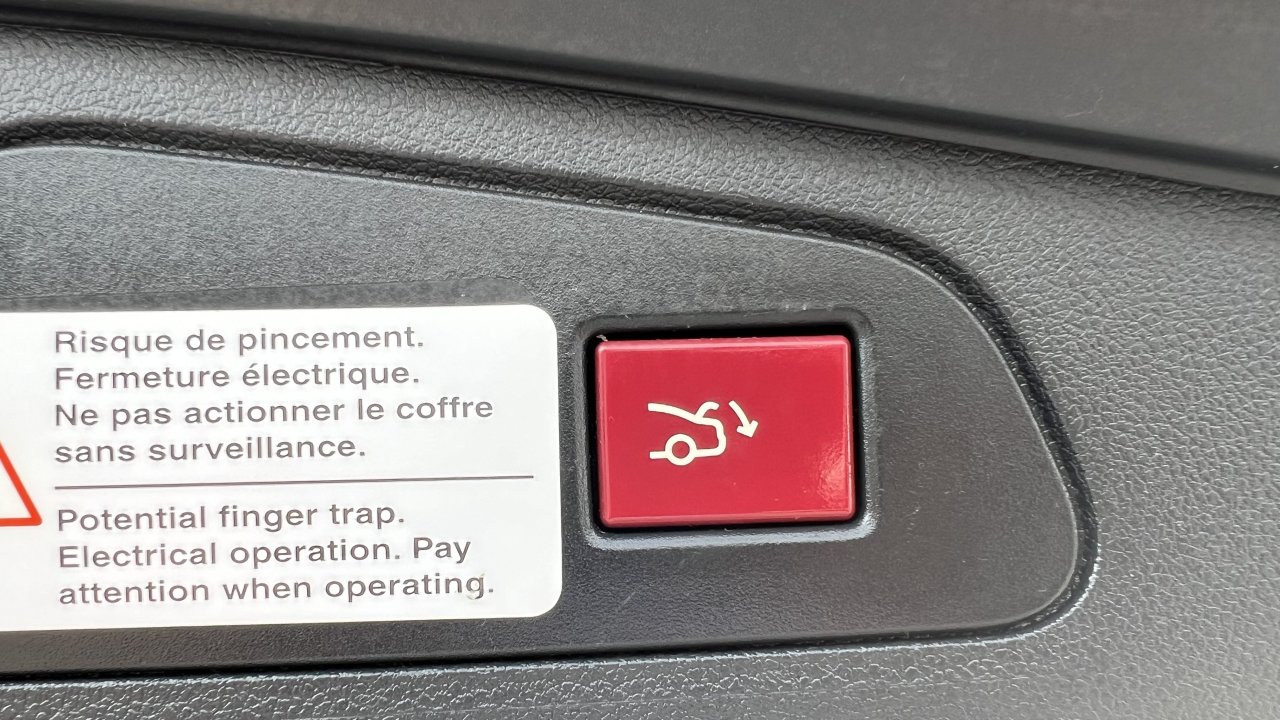 Risque de pincement.
Fermeture électrique.
Ne pas actionner le coffre
sans surveillance.
Potential finger trap.
Electrical operation. Pay
attention when operating.